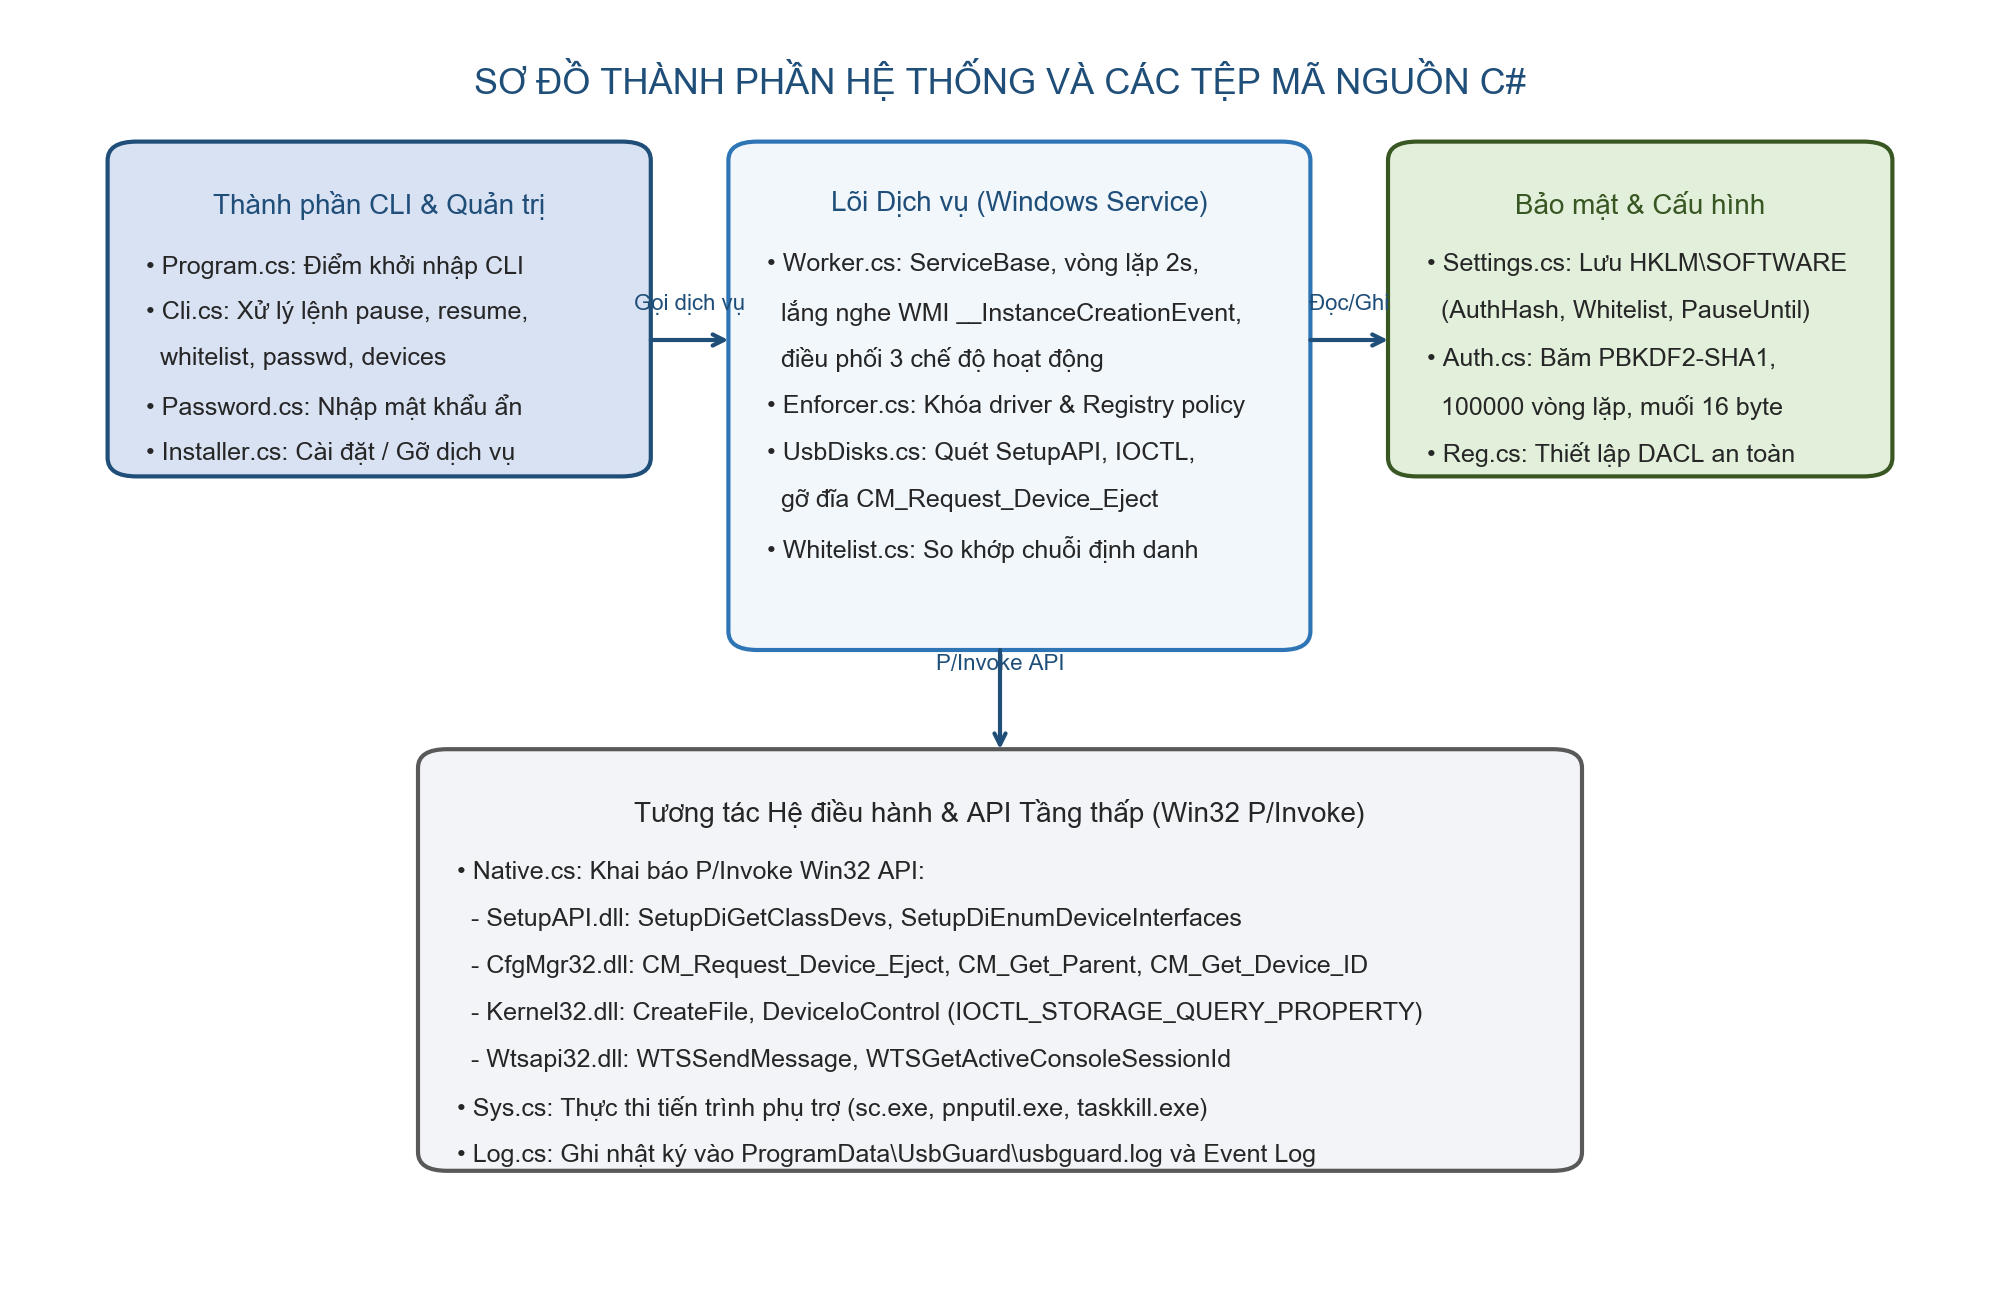 SƠ ĐỒ THÀNH PHẦN HỆ THỐNG VÀ CÁC TỆP MÃ NGUỒN C#
Thành phần CLI & Quản trị
• Program.cs: Điểm khởi nhập CLI
• Cli.cs: Xử lý lệnh pause, resume,
whitelist, passwd, devices
• Password.cs: Nhập mật khẩu ẩn
• Installer.cs: Cài đặt / Gỡ dịch vụ
Gọi dịch vụ
Lõi Dịch vụ (Windows Service)
• Worker.cs: ServiceBase, vòng lặp 2s,
lắng nghe WMI __InstanceCreationEvent,
điều phối 3 chế độ hoạt động
• Enforcer.cs: Khóa driver & Registry policy
• UsbDisks.cs: Quét SetupAPI, IOCTL,
gỡ đĩa CM_Request_Device_Eject
• Whitelist.cs: So khớp chuỗi định danh
Đọc/Ghi
Bảo mật & Cấu hình
• Settings.cs: Lưu HKLM\SOFTWARE
(AuthHash, Whitelist, PauseUntil)
• Auth.cs: Băm PBKDF2-SHA1,
100000 vòng lặp, muối 16 byte
• Reg.cs: Thiết lập DACL an toàn
P/Invoke API
Tương tác Hệ điều hành & API Tầng thấp (Win32 P/Invoke)
• Native.cs: Khai báo P/Invoke Win32 API:
- SetupAPI.dll: SetupDiGetClassDevs, SetupDiEnumDeviceInterfaces
- CfgMgr32.dll: CM_Request_Device_Eject, CM_Get_Parent, CM_Get_Device_ID
- Kernel32.dll: CreateFile, DeviceIoControl (IOCTL_STORAGE_QUERY_PROPERTY)
- Wtsapi32.dll: WTSSendMessage, WTSGetActiveConsoleSessionId
• Sys.cs: Thực thi tiến trình phụ trợ (sc.exe, pnputil.exe, taskkill.exe)
• Log.cs: Ghi nhật ký vào ProgramData\UsbGuard\usbguard.log và Event Log